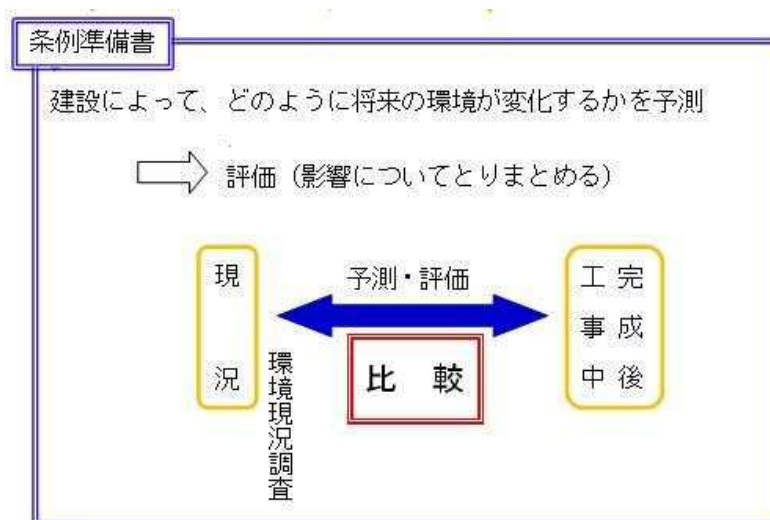 条例準備書
建設によって、どのように将来の環境が変化するかを予測
評価（影響についてとりまとめる）
現況
環境現況調査
予測・評価
比較
工事中
完成後